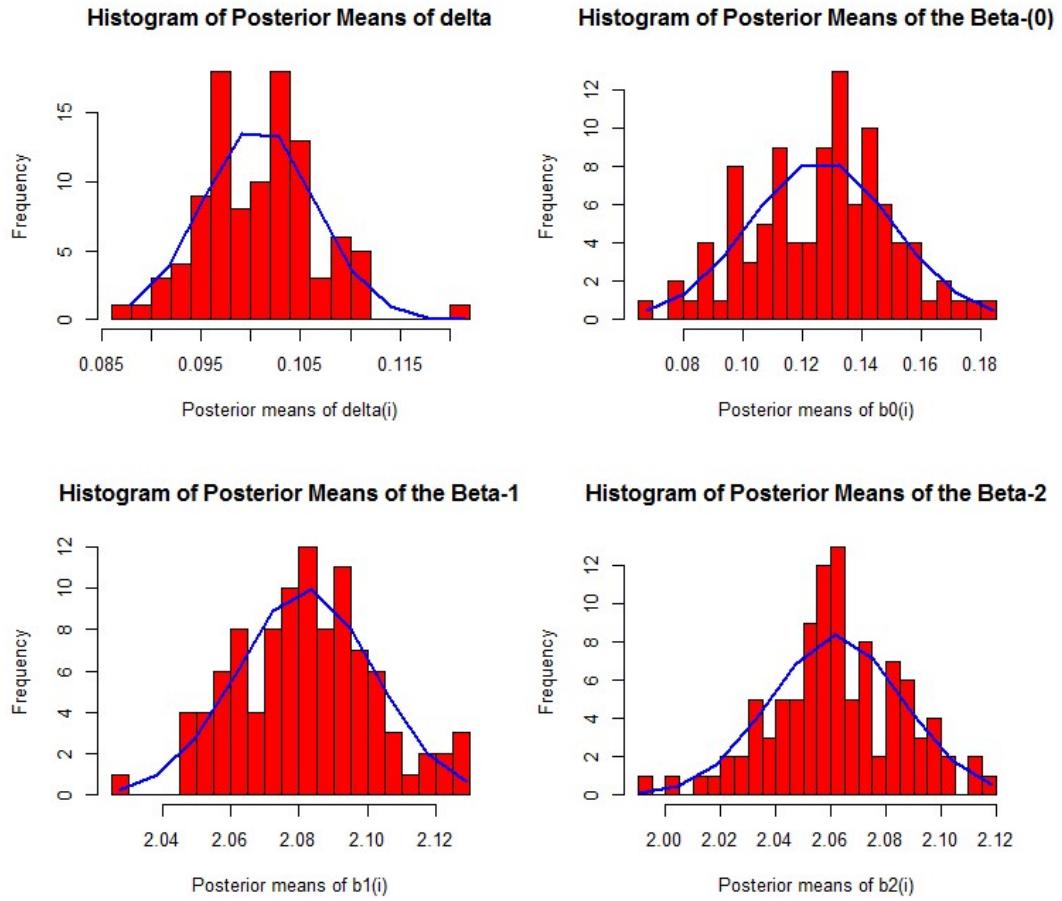 Histogram of Posterior Means of delta
Frequency
15
10
5
0
0.085 0.095 0.105 0.115
Posterior means of delta(i)
Histogram of Posterior Means of the Beta-(0)
Frequency
12
10
8
6
4
2
0
0.08 0.10 0.12 0.14 0.16 0.18
Posterior means of b0(i)
Histogram of Posterior Means of the Beta-1
Frequency
12
10
8
6
4
2
0
2.04 2.06 2.08 2.10 2.12
Posterior means of b1(i)
Histogram of Posterior Means of the Beta-2
Frequency
12
10
8
6
4
2
0
2.00 2.02 2.04 2.06 2.08 2.10 2.12
Posterior means of b2(i)